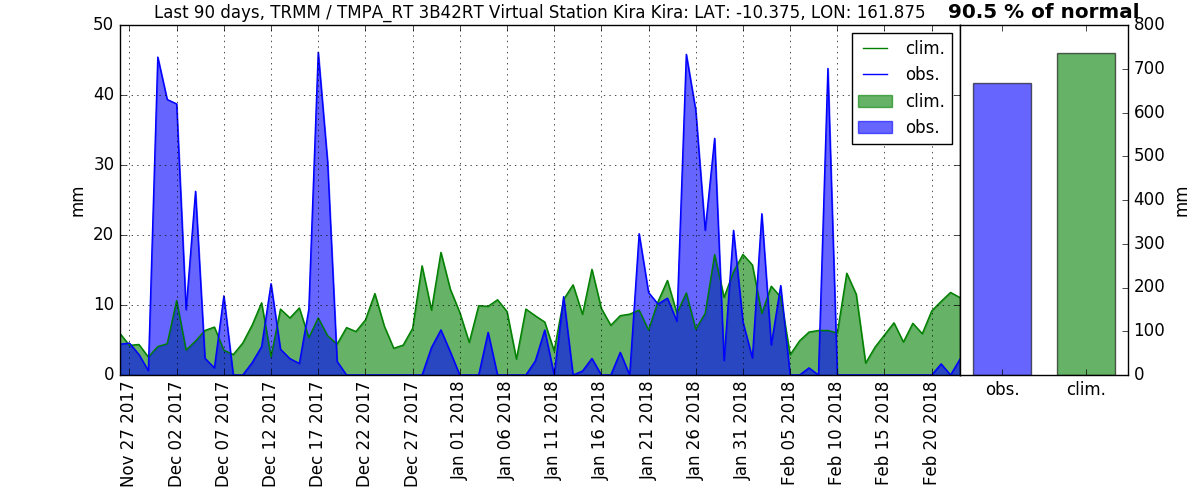 Last 90 days, TRMM / TMPA_RT 3B42RT Virtual Station Kira Kira: LAT: -10.375, LON: 161.875
90.5 % of normal
50
40
30
20
10
0
mm
clim.
obs.
clim.
obs.
800
700
600
500
400
300
200
100
0
mm
obs.
clim.
Nov 27 2017
Dec 02 2017
Dec 07 2017
Dec 12 2017
Dec 17 2017
Dec 22 2017
Dec 27 2017
Jan 01 2018
Jan 06 2018
Jan 11 2018
Jan 16 2018
Jan 21 2018
Jan 26 2018
Jan 31 2018
Feb 05 2018
Feb 10 2018
Feb 15 2018
Feb 20 2018